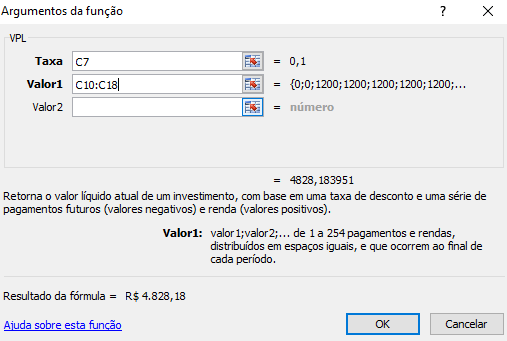 Argumentos da função ? ×
VPL
Taxa C7 = 0,1
Valor1 C10:C18 = {0;0;1200;1200;1200;1200;1200;...
Valor2 = número
= 4828,183951
Retorna o valor líquido atual de um investimento, com base em uma taxa de desconto e uma série de
pagamentos futuros (valores negativos) e renda (valores positivos).
Valor1: valor1;valor2;... de 1 a 254 pagamentos e rendas,
distribuídos em espaços iguais, e que ocorrem ao final de
cada período.
Resultado da fórmula = R$ 4.828,18
Ajuda sobre esta função OK Cancelar